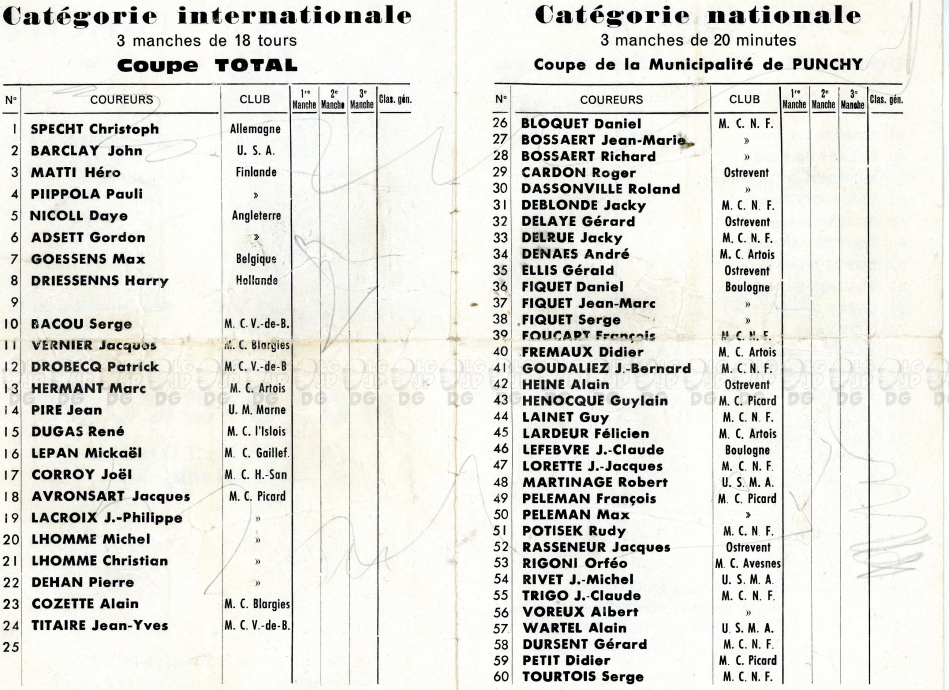 Catégorie internationale
3 manches de 18 tours
Coupe TOTAL
N° COUREURS CLUB 1re Manche 2e Manche 3e Manche Clas. gén.
1 SPECHT Christoph Allemagne
2 BARCLAY John U. S. A.
3 MATTI Héro Finlande
4 PIIPPOLA Pauli »
5 NICOLL Daye Angleterre
6 ADSETT Gordon »
7 GOESSENS Max Belgique
8 DRIESSENNS Harry Hollande
9
10 BACOU Serge M. C. V.-de-B.
11 VERNIER Jacques M. C. Blargies
12 DROBECQ Patrick M. C. V.-de-B
13 HERMANT Marc M. C. Artois
14 PIRE Jean U. M. Marne
15 DUGAS René M. C. l'Islois
16 LEPAN Mickaël M. C. Gaillef.
17 CORROY Joël M. C. H.-San
18 AVRONSART Jacques M. C. Picard
19 LACROIX J.-Philippe »
20 LHOMME Michel »
21 LHOMME Christian »
22 DEHAN Pierre »
23 COZETTE Alain M. C. Blargies
24 TITAIRE Jean-Yves M. C. V.-de-B.
25
Catégorie nationale
3 manches de 20 minutes
Coupe de la Municipalité de PUNCHY
N° COUREURS CLUB 1re Manche 2e Manche 3e Manche Clas. gén.
26 BLOQUET Daniel M. C. N. F.
27 BOSSAERT Jean-Marie »
28 BOSSAERT Richard »
29 CARDON Roger Ostrevent
30 DASSONVILLE Roland »
31 DEBLONDE Jacky M. C. N. F.
32 DELAYE Gérard Ostrevent
33 DELRUE Jacky M. C. N. F.
34 DENAES André M. C. Artois
35 ELLIS Gérald Ostrevent
36 FIQUET Daniel Boulogne
37 FIQUET Jean-Marc »
38 FIQUET Serge »
39 FOUCART François M. C. N. F.
40 FREMAUX Didier M. C. Artois
41 GOUDALIEZ J.-Bernard M. C. N. F.
42 HEINE Alain Ostrevent
43 HENOCQUE Guylain M. C. Picard
44 LAINET Guy M. C. N. F.
45 LARDEUR Félicien M. C. Artois
46 LEFEBVRE J.-Claude Boulogne
47 LORETTE J.-Jacques M. C. N. F.
48 MARTINAGE Robert U. S. M. A.
49 PELEMAN François M. C. Picard
50 PELEMAN Max »
51 POTISEK Rudy M. C. N. F.
52 RASSENEUR Jacques Ostrevent
53 RIGONI Orféo M. C. Avesnes
54 RIVET J.-Michel U. S. M. A.
55 TRIGO J.-Claude M. C. N. F.
56 VOREUX Albert »
57 WARTEL Alain U. S. M. A.
58 DURSENT Gérard M. C. N. F.
59 PETIT Didier M. C. Picard
60 TOURTOIS Serge M. C. N. F.